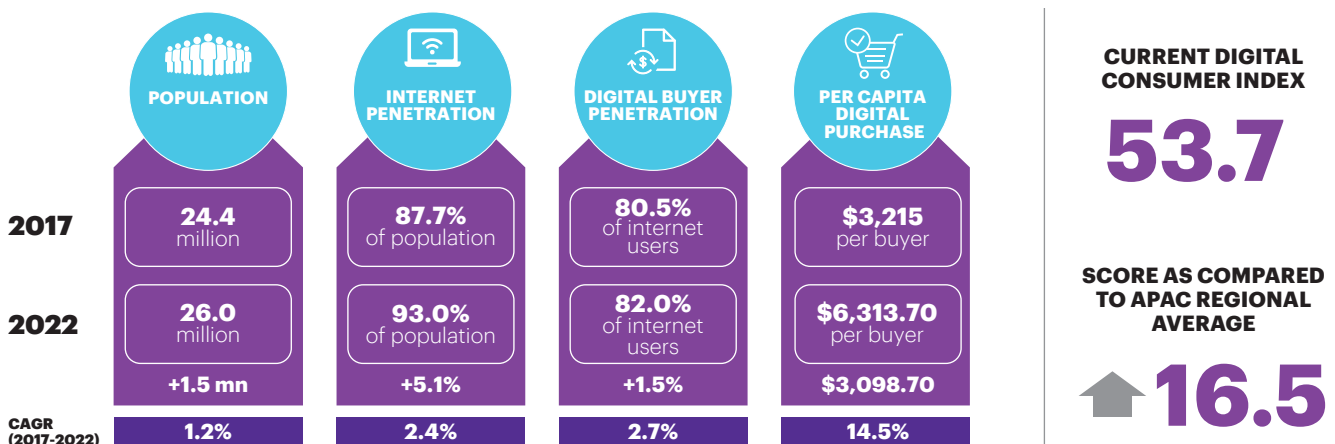 POPULATION
INTERNET
PENETRATION
DIGITAL BUYER
PENETRATION
PER CAPITA
DIGITAL
PURCHASE
$
2017
24.4
million
87.7%
of population
80.5%
of internet
users
$3,215
per buyer
2022
26.0
million
93.0%
of population
82.0%
of internet
users
$6,313.70
per buyer
+1.5 mn
+5.1%
+1.5%
$3,098.70
CAGR
(2017-2022)
1.2%
2.4%
2.7%
14.5%
CURRENT DIGITAL
CONSUMER INDEX
53.7
SCORE AS COMPARED
TO APAC REGIONAL
AVERAGE
16.5